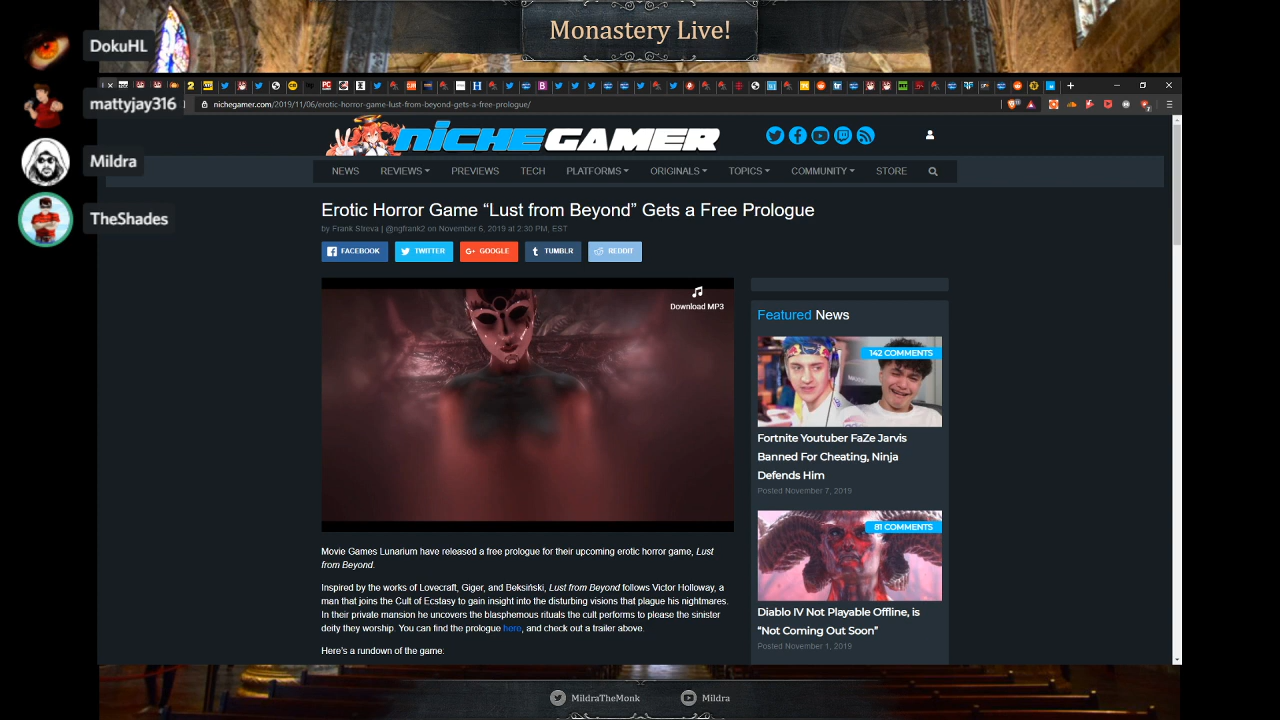 Monastery Live!
DokuHL
mattyjay316
Mildra
TheShades
nichegamer.com/2019/11/06/erotic-horror-game-lust-from-beyond-gets-a-free-prologue/
NICHEGAMER
NEWS REVIEWS PREVIEWS TECH PLATFORMS ORIGINALS TOPICS COMMUNITY STORE
Erotic Horror Game “Lust from Beyond” Gets a Free Prologue
by Frank Streva | @ngfrank2 on November 6, 2019 at 2:30 PM, EST
FACEBOOK TWITTER GOOGLE TUMBLR REDDIT
Download MP3
Featured News
142 COMMENTS
Fortnite Youtuber FaZe Jarvis
Banned For Cheating, Ninja
Defends Him
Posted November 7, 2019
81 COMMENTS
Diablo IV Not Playable Offline, is
“Not Coming Out Soon”
Posted November 1, 2019
Movie Games Lunarium have released a free prologue for their upcoming erotic horror game, Lust
from Beyond.
Inspired by the works of Lovecraft, Giger, and Beksiński, Lust from Beyond follows Victor Holloway, a
man that joins the Cult of Ecstasy to gain insight into the disturbing visions that plague his nightmares.
In their private mansion he uncovers the blasphemous rituals the cult performs to please the sinister
deity they worship. You can find the prologue here, and check out a trailer above.
Here’s a rundown of the game:
MildraTheMonk
Mildra